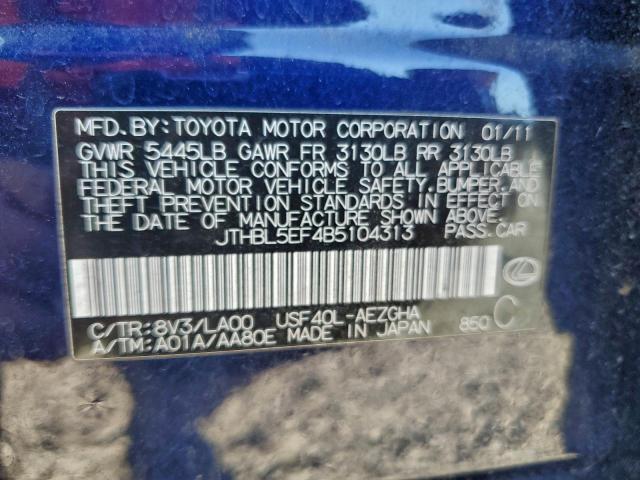 MFD.BY:TOYOTA MOTOR CORPORATION 01/11
GVWR 5445LB GAWR FR 3130LB RR 3130LB
THIS VEHICLE CONFORMS TO ALL APPLICABLE
FEDERAL MOTOR VEHICLE SAFETY,BUMPER,AND
THEFT PREVENTION STANDARDS IN EFFECT ON
THE DATE OF MANUFACTURE SHOWN ABOVE.
JTHBL5EF4B5104313 PASS.CAR
C/TR:8V3/LA00 USF40L-AEZGHA
A/TM:A01A/AA80E MADE IN JAPAN 850 C